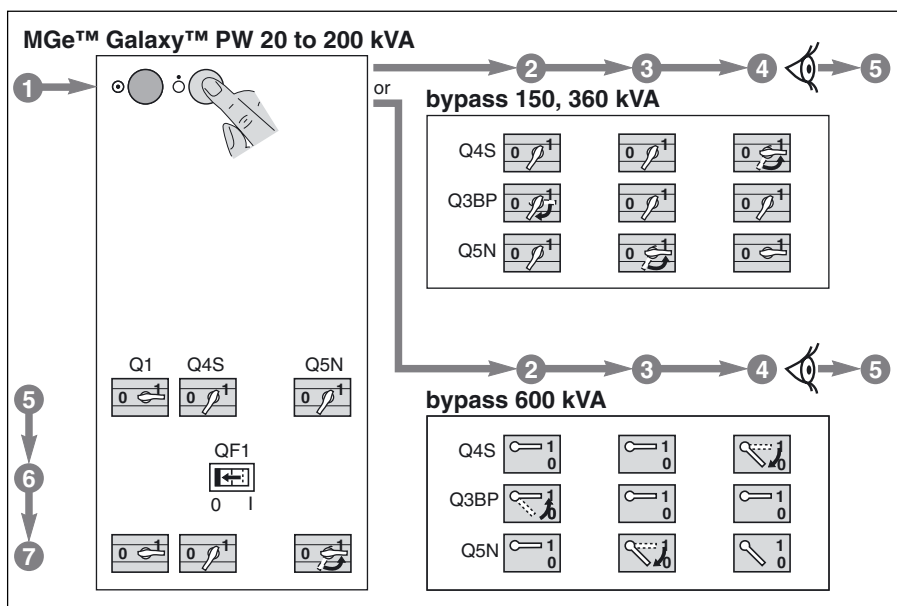 MGe™ Galaxy™ PW 20 to 200 kVA
1
or
2 3 4 5
bypass 150, 360 kVA
Q4S 0 1 0 1 0 1
Q3BP 0 1 0 1 0 1
Q5N 0 1 0 1 0 1
Q1 Q4S Q5N
0 1 0 1 0 1
5
QF1
6
0 I
7
0 1 0 1 0 1
2 3 4 5
bypass 600 kVA
Q4S 1 0 1 0 1 0
Q3BP 1 0 1 0 1 0
Q5N 1 0 1 0 1 0